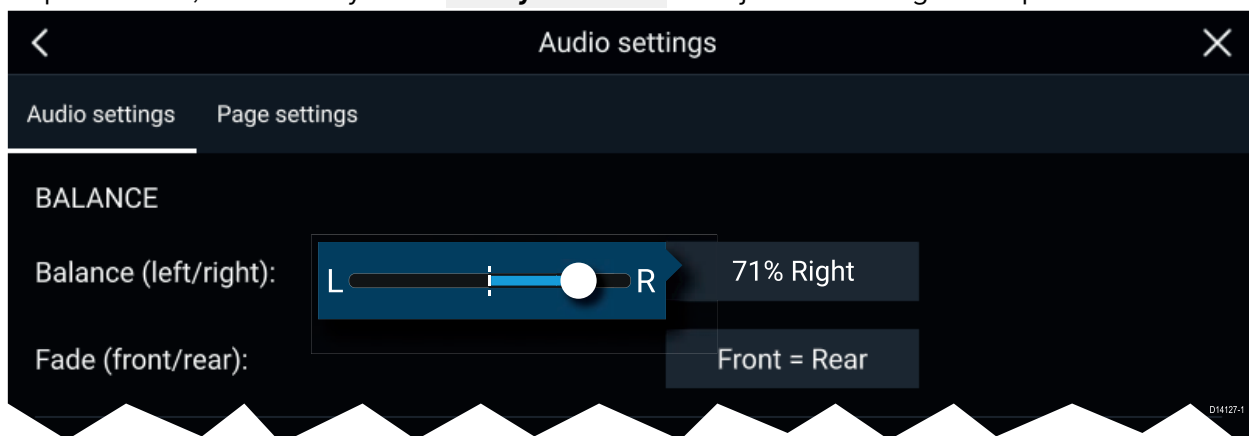 Audio settings
Audio settings Page settings
BALANCE
Balance (left/right): L R 71% Right
Fade (front/rear): Front = Rear
D14127-1